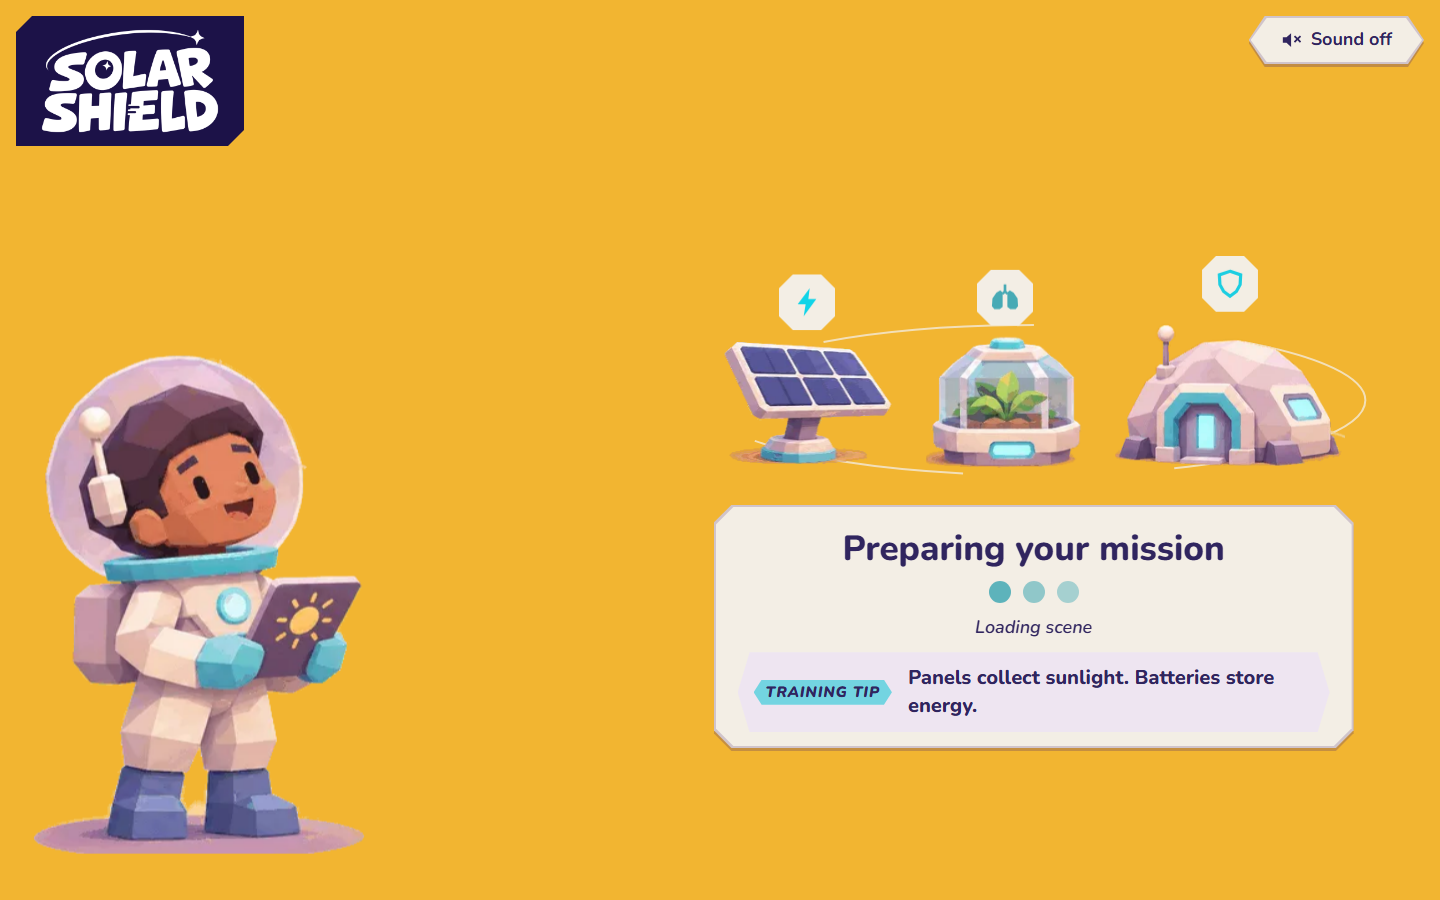 SOLAR
SHIELD
Sound off
Preparing your mission
Loading scene
TRAINING TIP
Panels collect sunlight. Batteries store
energy.